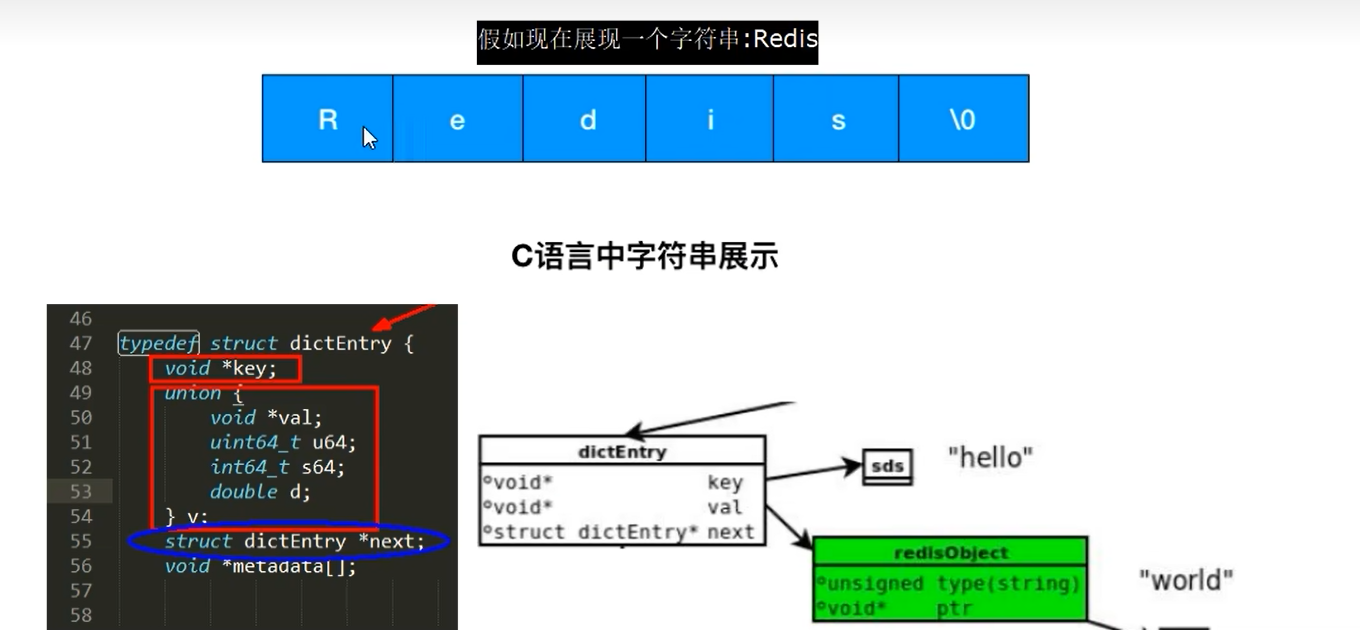 假如现在展现一个字符串:Redis
R e d i s \0
C语言中字符串展示
46
47 typedef struct dictEntry {
48 void *key;
49 union {
50 void *val;
51 uint64_t u64;
52 int64_t s64;
53 double d;
54 } v;
55 struct dictEntry *next;
56 void *metadata[];
57
58
dictEntry
void* key
void* val
struct dictEntry* next
sds
"hello"
redisObject
unsigned type(string)
void* ptr
"world"